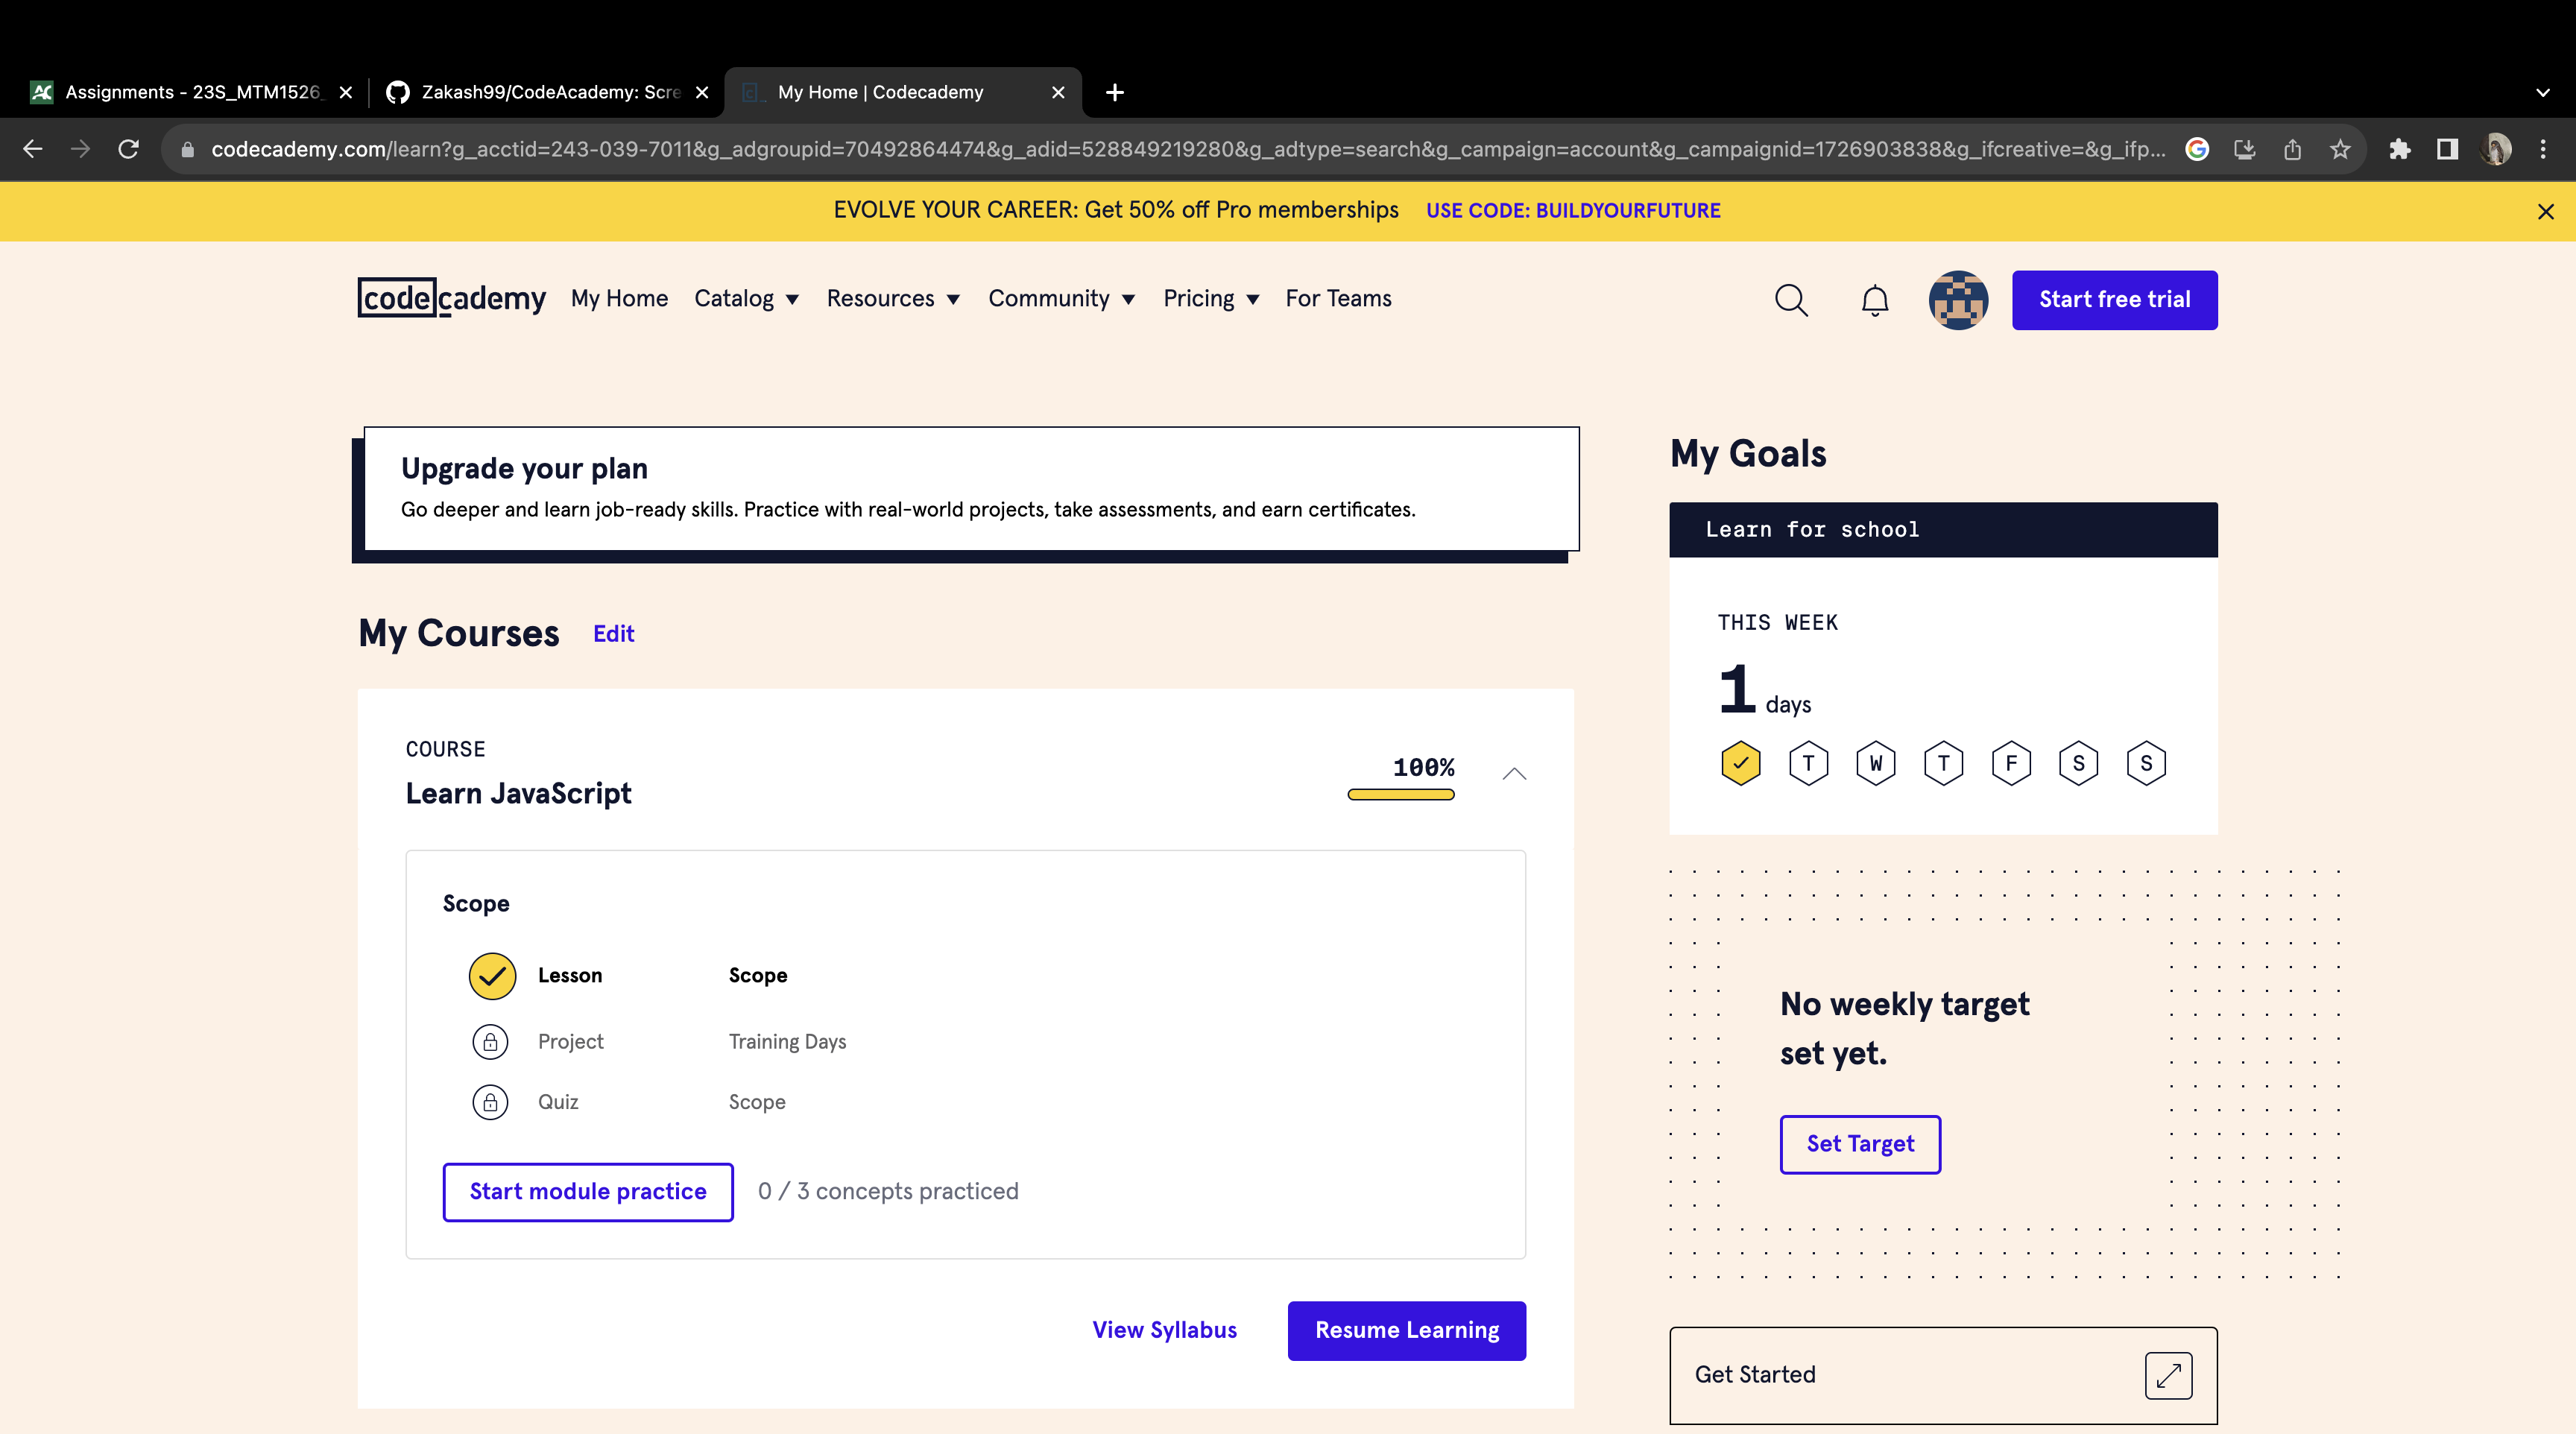 Assignments - 23S_MTM1526_
Zakash99/CodeAcademy: Scre
My Home | Codecademy
codecademy.com/learn?g_acctid=243-039-7011&g_adgroupid=70492864474&g_adid=528849219280&g_adtype=search&g_campaign=account&g_campaignid=1726903838&g_ifcreative=&g_ifp...
EVOLVE YOUR CAREER: Get 50% off Pro memberships USE CODE: BUILDYOURFUTURE
codecademy My Home Catalog Resources Community Pricing For Teams Start free trial
Upgrade your plan
Go deeper and learn job-ready skills. Practice with real-world projects, take assessments, and earn certificates.
My Courses Edit
COURSE
Learn JavaScript
100%
Scope
Lesson Scope
Project Training Days
Quiz Scope
Start module practice 0 / 3 concepts practiced
View Syllabus Resume Learning
My Goals
Learn for school
THIS WEEK
1 days
T W T F S S
No weekly target
set yet.
Set Target
Get Started